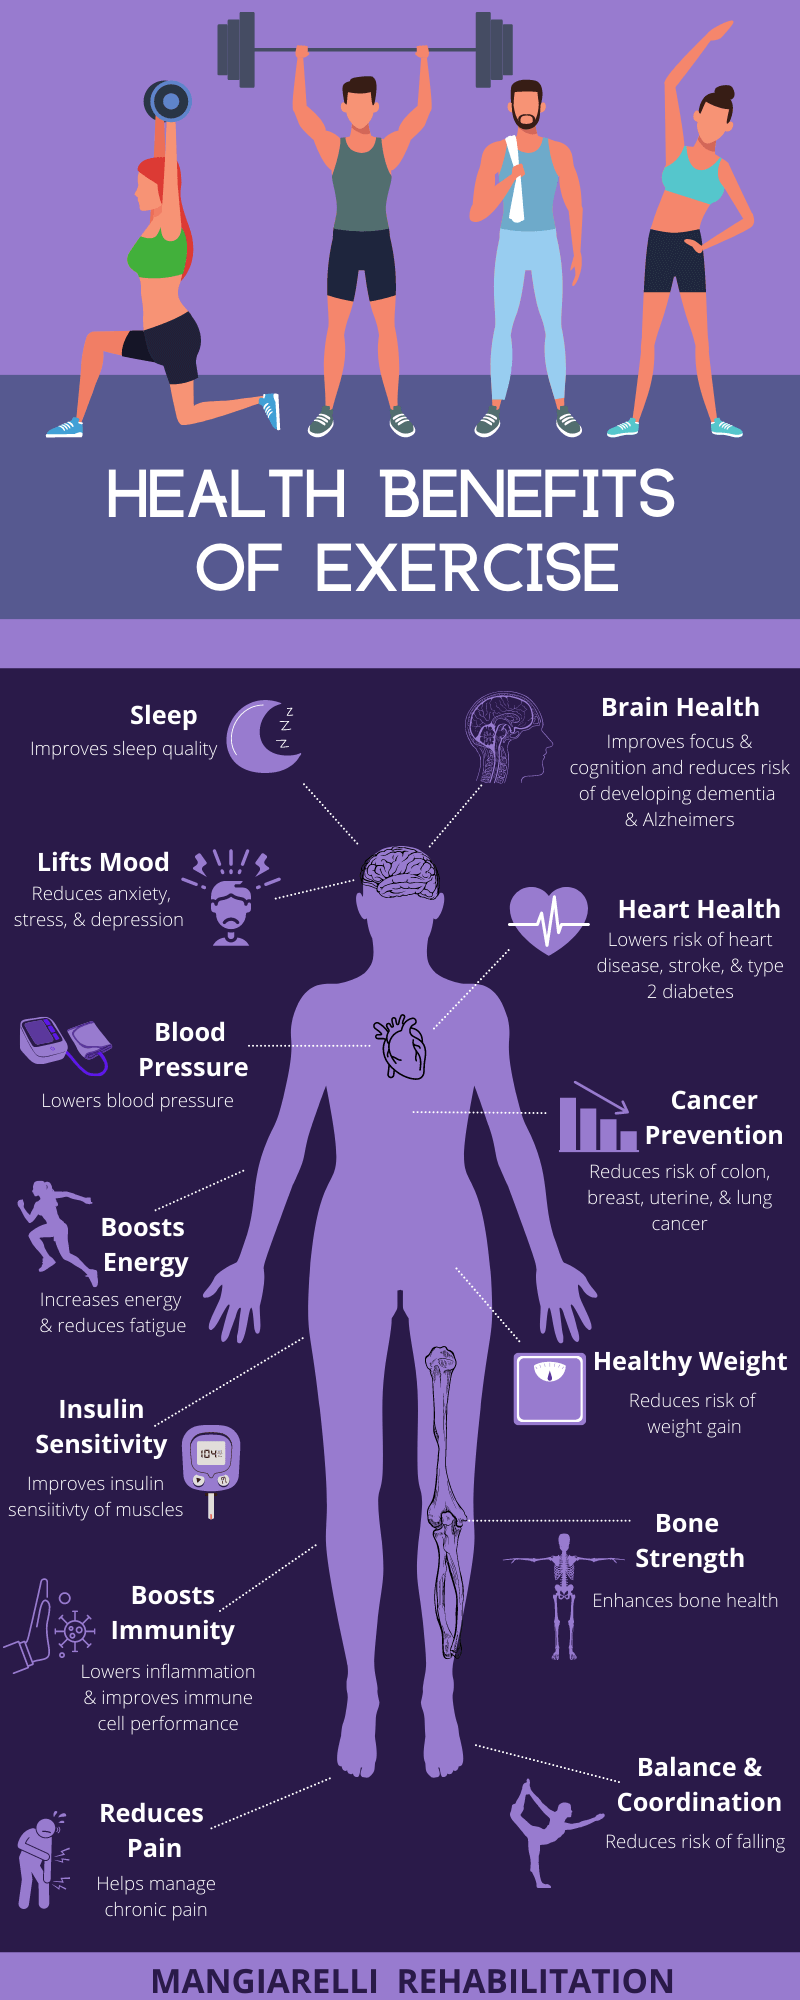 HEALTH BENEFITS
OF EXERCISE
Sleep
Improves sleep quality
z
z
z
Brain Health
Improves focus &
cognition and reduces risk
of developing dementia
& Alzheimers
Lifts Mood
Reduces anxiety,
stress, & depression
Heart Health
Lowers risk of heart
disease, stroke, & type
2 diabetes
Blood
Pressure
Lowers blood pressure
Cancer
Prevention
Reduces risk of colon,
breast, uterine, & lung
cancer
Boosts
Energy
Increases energy
& reduces fatigue
Healthy Weight
Reduces risk of
weight gain
Insulin
Sensitivity
104
Improves insulin
sensiitivty of muscles
Bone
Strength
Enhances bone health
Boosts
Immunity
Lowers inflammation
& improves immune
cell performance
Balance &
Coordination
Reduces risk of falling
Reduces
Pain
Helps manage
chronic pain
MANGIARELLI REHABILITATION